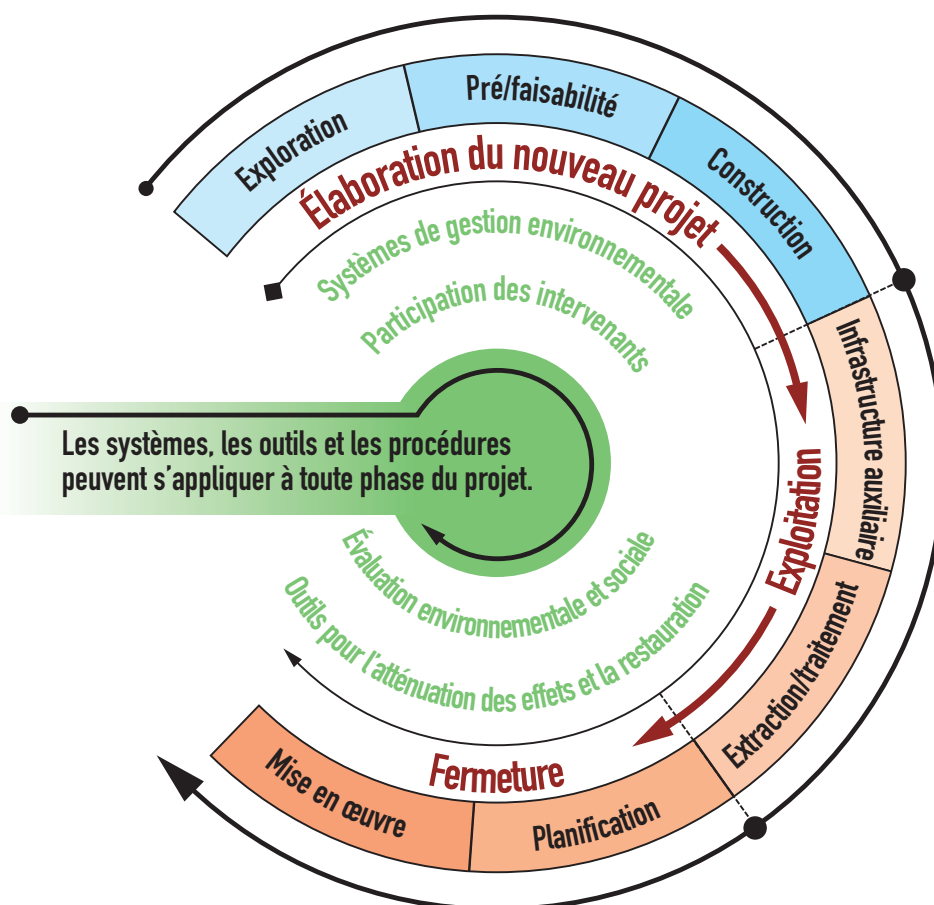 Exploration
Pré/faisabilité
Construction
Élaboration du nouveau projet
Systèmes de gestion environnementale
Participation des intervenants
Infrastructure auxiliaire
Les systèmes, les outils et les procédures
peuvent s’appliquer à toute phase du projet.
Exploitation
Évaluation environnementale et sociale
Outils pour l’atténuation des effets et la restauration
Extraction/traitement
Fermeture
Planification
Mise en œuvre